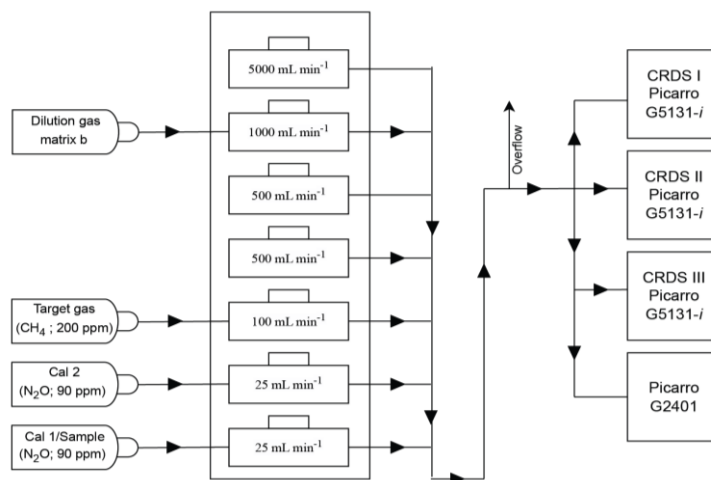 Dilution gas
matrix b
Target gas
(CH₄ ; 200 ppm)
Cal 2
(N₂O; 90 ppm)
Cal 1/Sample
(N₂O; 90 ppm)
5000 mL min⁻¹
1000 mL min⁻¹
500 mL min⁻¹
500 mL min⁻¹
100 mL min⁻¹
25 mL min⁻¹
25 mL min⁻¹
Overflow
CRDS I
Picarro
G5131-i
CRDS II
Picarro
G5131-i
CRDS III
Picarro
G5131-i
Picarro
G2401